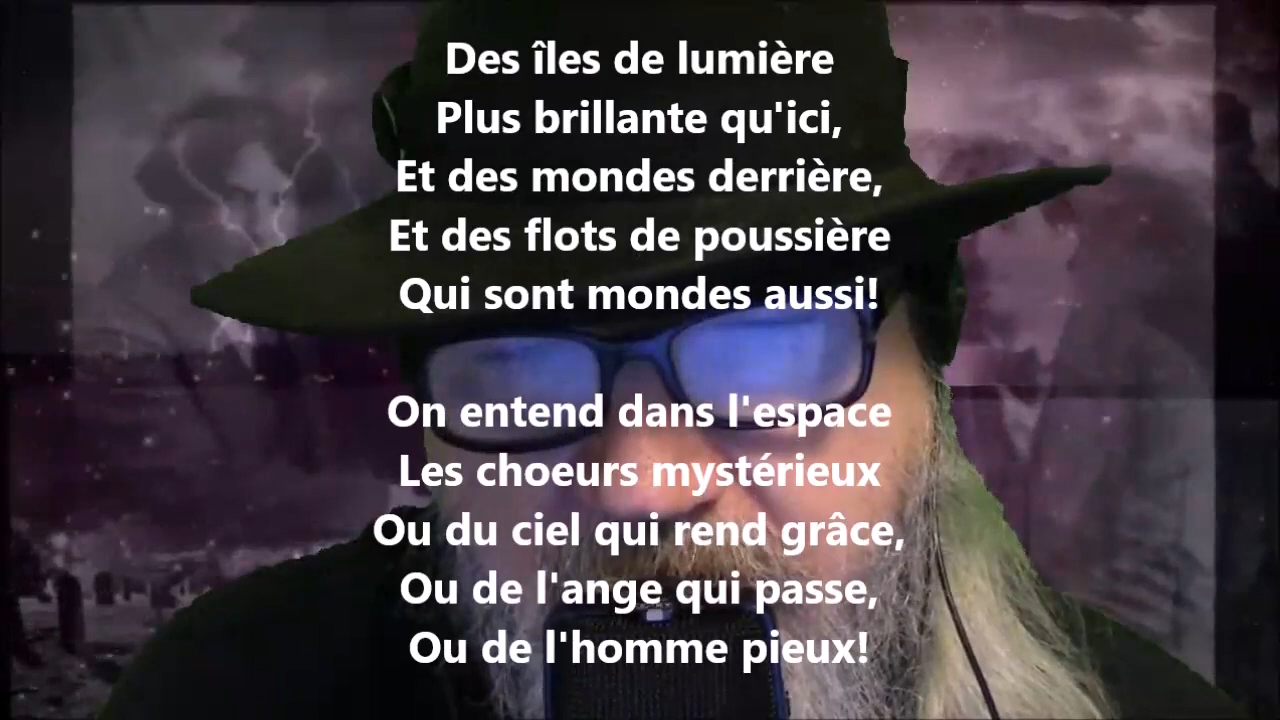 Des îles de lumière
Plus brillante qu'ici,
Et des mondes derrière,
Et des flots de poussière
Qui sont mondes aussi!
On entend dans l'espace
Les choeurs mystérieux
Ou du ciel qui rend grâce,
Ou de l'ange qui passe,
Ou de l'homme pieux!